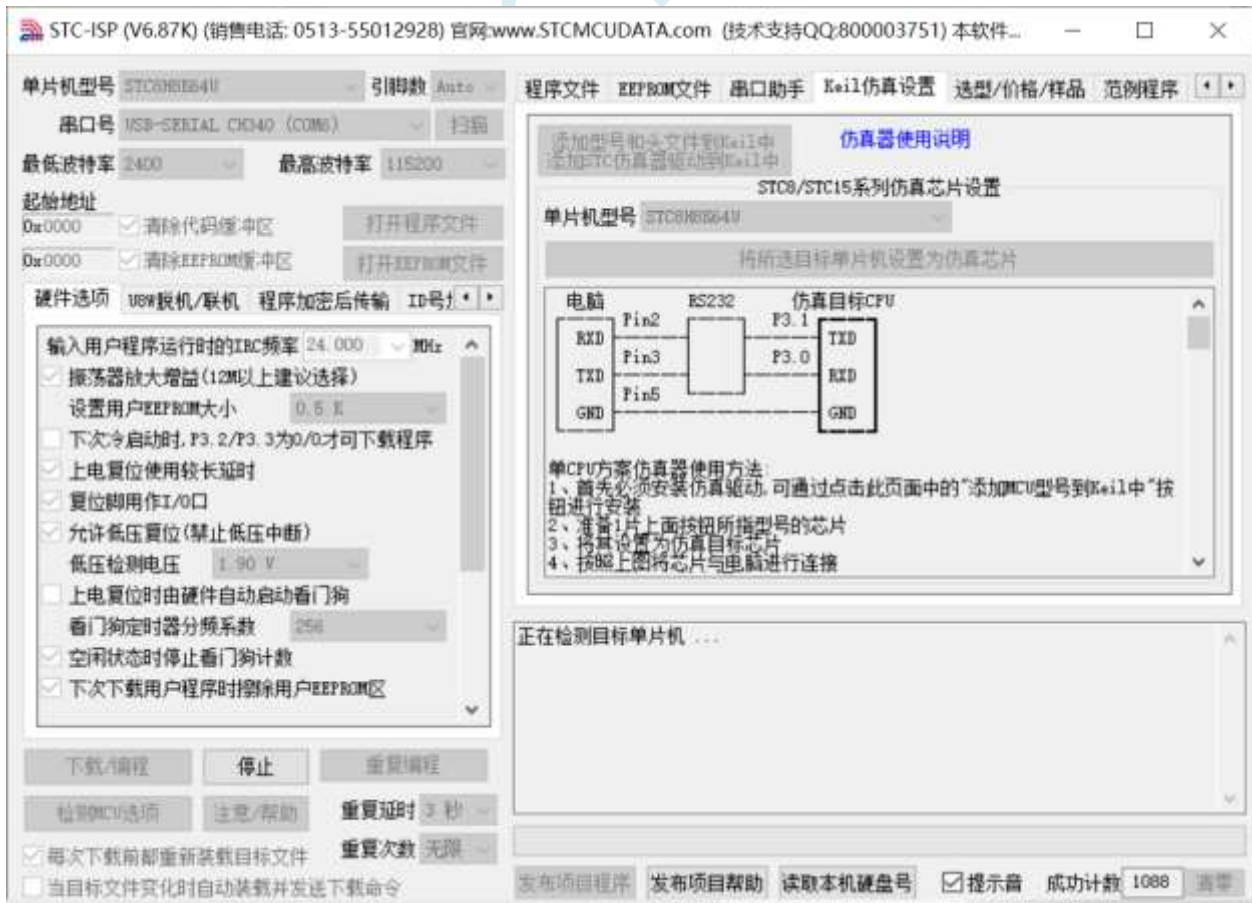 STC-ISP (V6.87K) (销售电话: 0513-55012928) 官网:www.STCMCUDATA.com (技术支持QQ:800003751) 本软件...
单片机型号 STC8H8K64U 引脚数 Auto
串口号 USB-SERIAL CH340 (COM6) 扫描
最低波特率 2400 最高波特率 115200
起始地址
0x0000 清除代码缓冲区 打开程序文件
0x0000 清除EEPROM缓冲区 打开EEPROM文件
硬件选项 U8W脱机/联机 程序加密后传输 ID号
输入用户程序运行时的IRC频率 24.000 MHz
振荡器放大增益(12M以上建议选择)
设置用户EEPROM大小 0.5 K
下次冷启动时,P3.2/P3.3为0/0才可下载程序
上电复位使用较长延时
复位脚用作I/O口
允许低压复位(禁止低压中断)
低压检测电压 1.90 V
上电复位时由硬件自动启动看门狗
看门狗定时器分频系数 256
空闲状态时停止看门狗计数
下次下载用户程序时擦除用户EEPROM区
下载/编程 停止 重复编程
检测MCU选项 注意/帮助 重复延时 3 秒
每次下载前都重新装载目标文件 重复次数 无限
当目标文件变化时自动装载并发送下载命令
程序文件 EEPROM文件 串口助手 Keil仿真设置 选型/价格/样品 范例程序
添加型号和头文件到Keil中
添加STC仿真器驱动到Keil中
仿真器使用说明
STC8/STC15系列仿真芯片设置
单片机型号 STC8H8K64U
将所选目标单片机设置为仿真芯片
电脑 RS232 仿真目标CPU
Pin2 P3.1
RXD TXD
Pin3 P3.0
TXD RXD
Pin5
GND GND
单CPU方案仿真器使用方法:
1、首先必须安装仿真驱动,可通过点击此页面中的"添加MCU型号到Keil中"按
钮进行安装
2、准备1片上面按钮所指型号的芯片
3、将其设置为仿真目标芯片
4、按照上图将芯片与电脑进行连接
正在检测目标单片机 ...
发布项目程序 发布项目帮助 读取本机硬盘号 提示音 成功计数 1088 清零